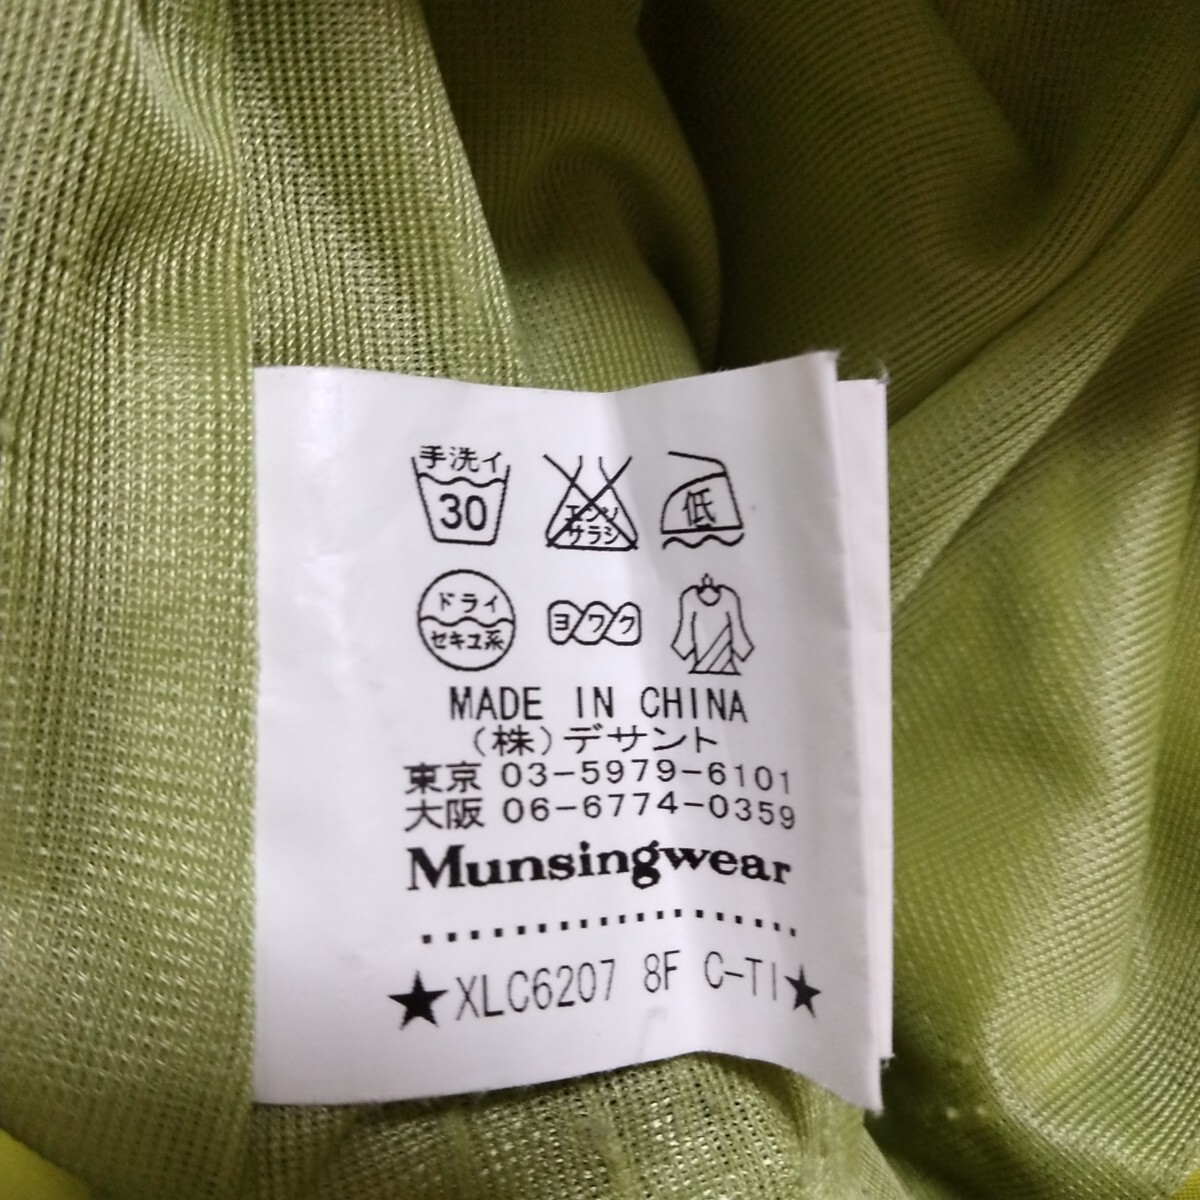 手洗イ
30
エンソ
サラシ
低
ドライ
セキユ系
ヨワク
MADE IN CHINA
(株)デサント
東京 03-5979-6101
大阪 06-6774-0359
Munsingwear
★XLC6207 8F C-TI★